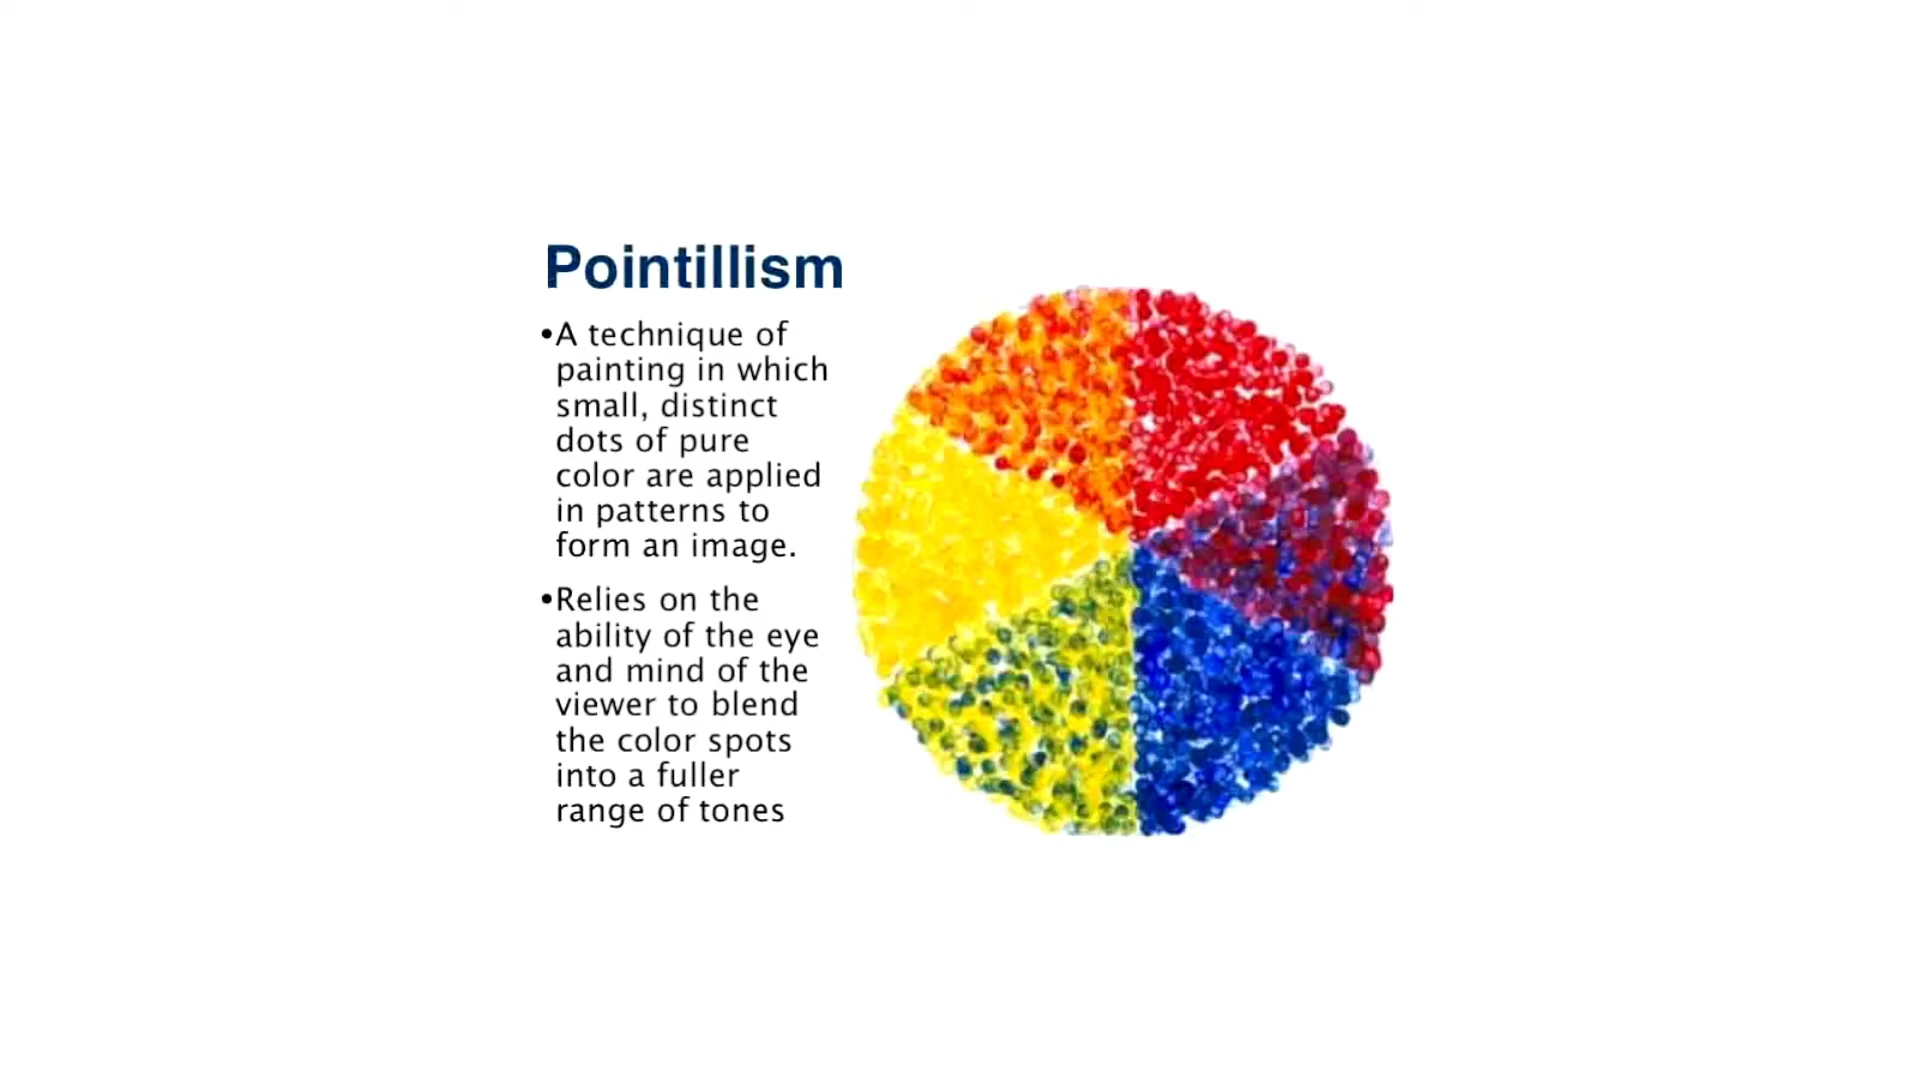 Pointillism
•A technique of
painting in which
small, distinct
dots of pure
color are applied
in patterns to
form an image.
•Relies on the
ability of the eye
and mind of the
viewer to blend
the color spots
into a fuller
range of tones